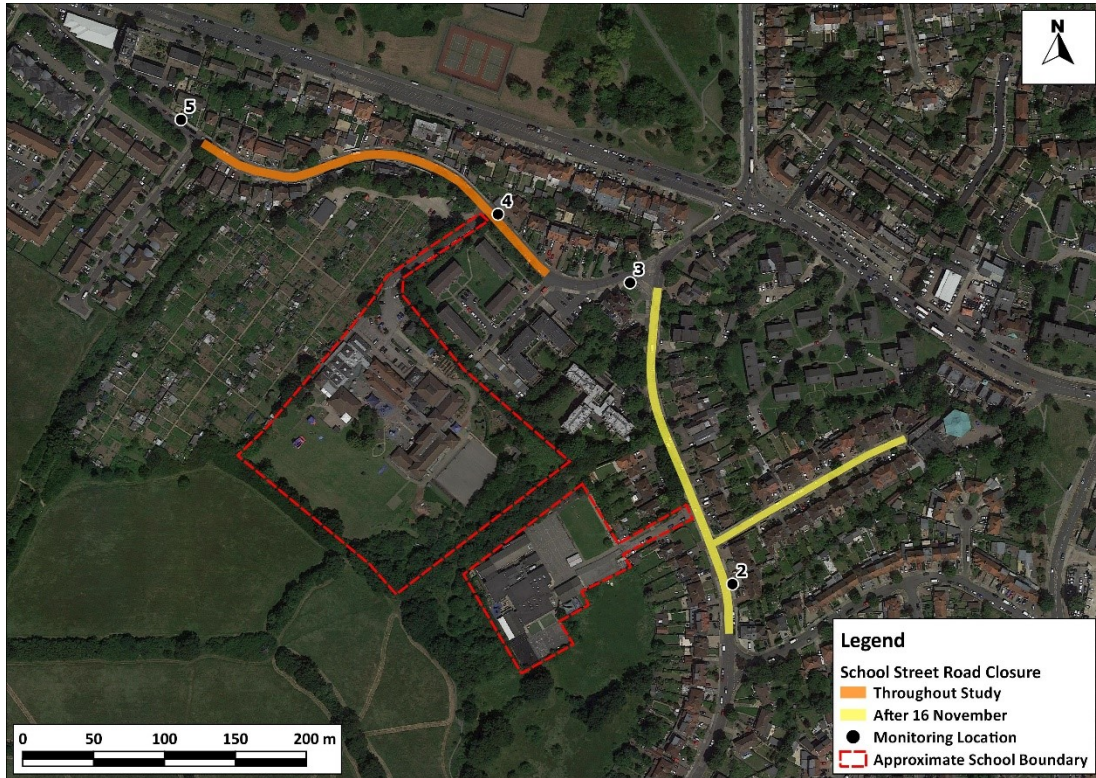 N
5
4
3
2
Legend
School Street Road Closure
Throughout Study
After 16 November
Monitoring Location
Approximate School Boundary
0 50 100 150 200 m